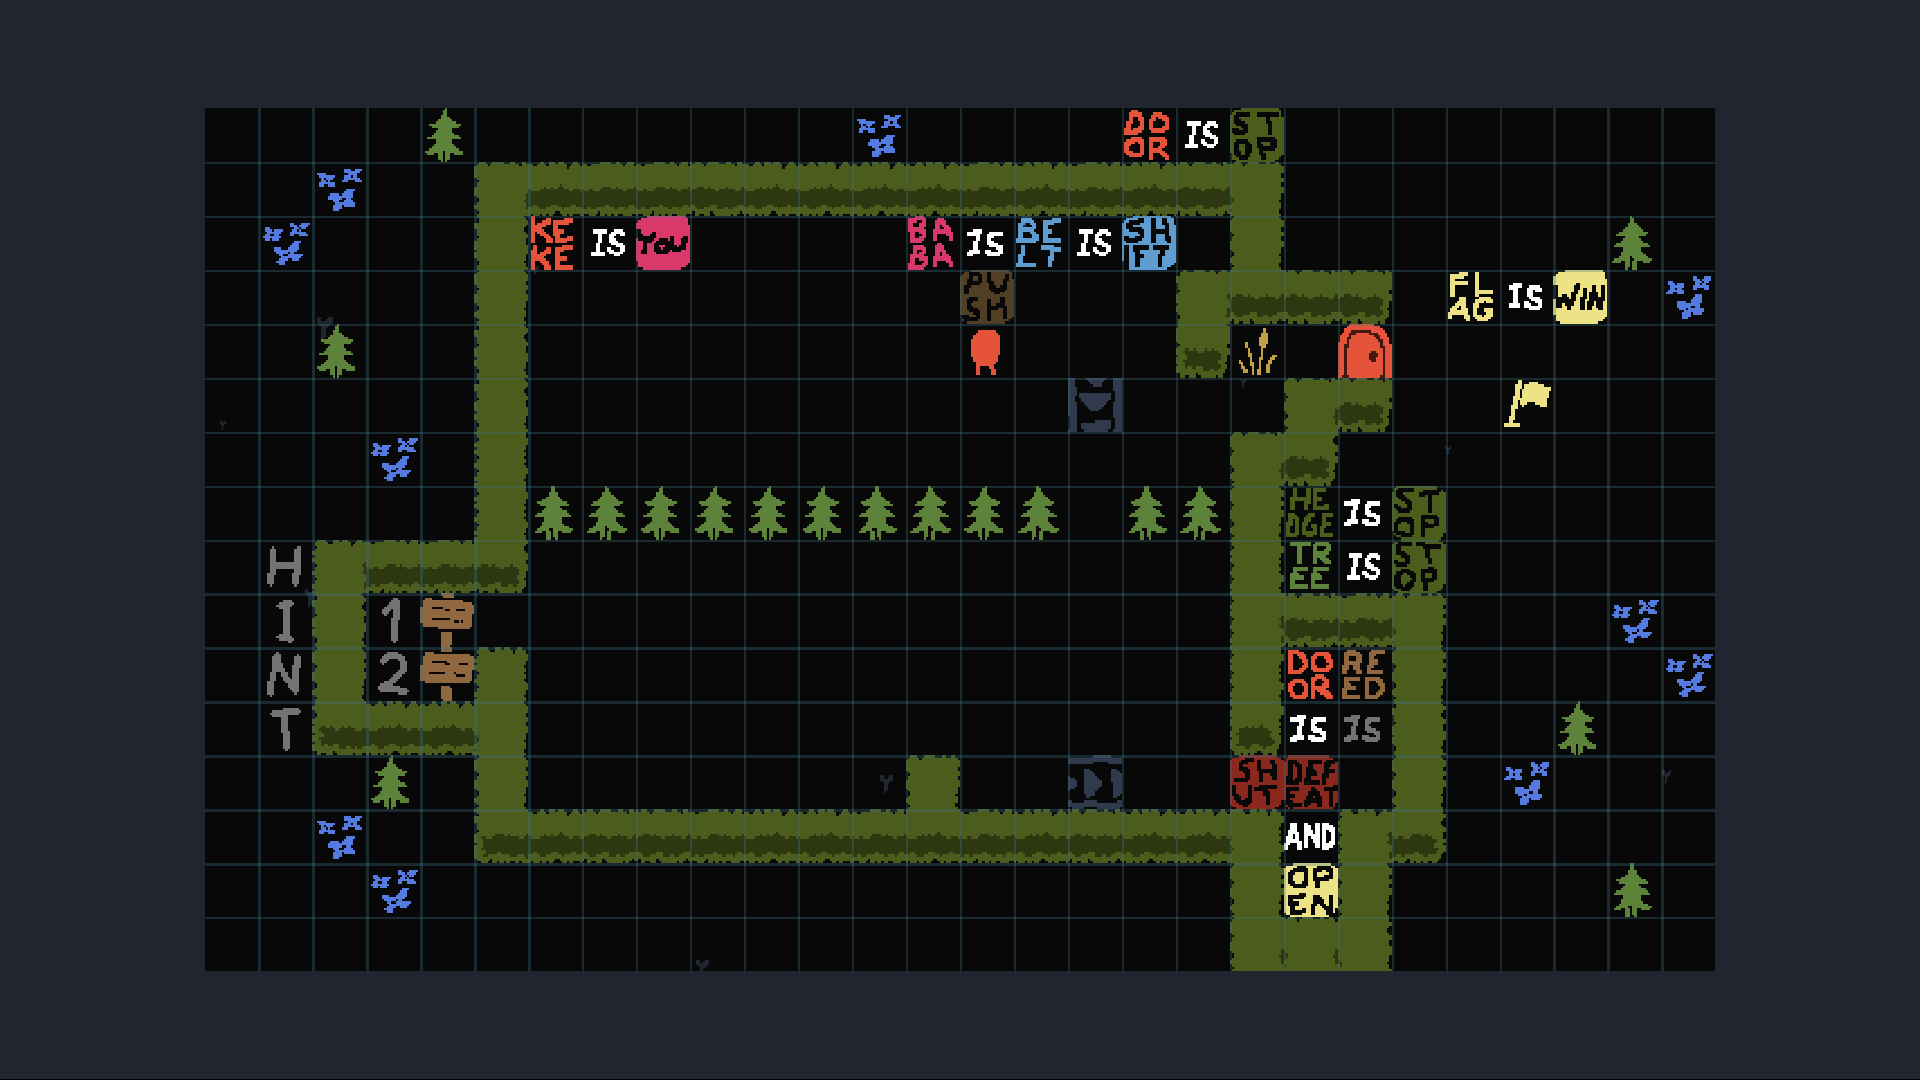 DOOR IS STOP
KEKE IS YOU
BABA IS BELT IS SHIFT
PUSH
FLAG IS WIN
HEDGE IS STOP
TREE IS STOP
HINT
1
2
DOOR REED
IS IS
SHUT DEFEAT
AND
OPEN